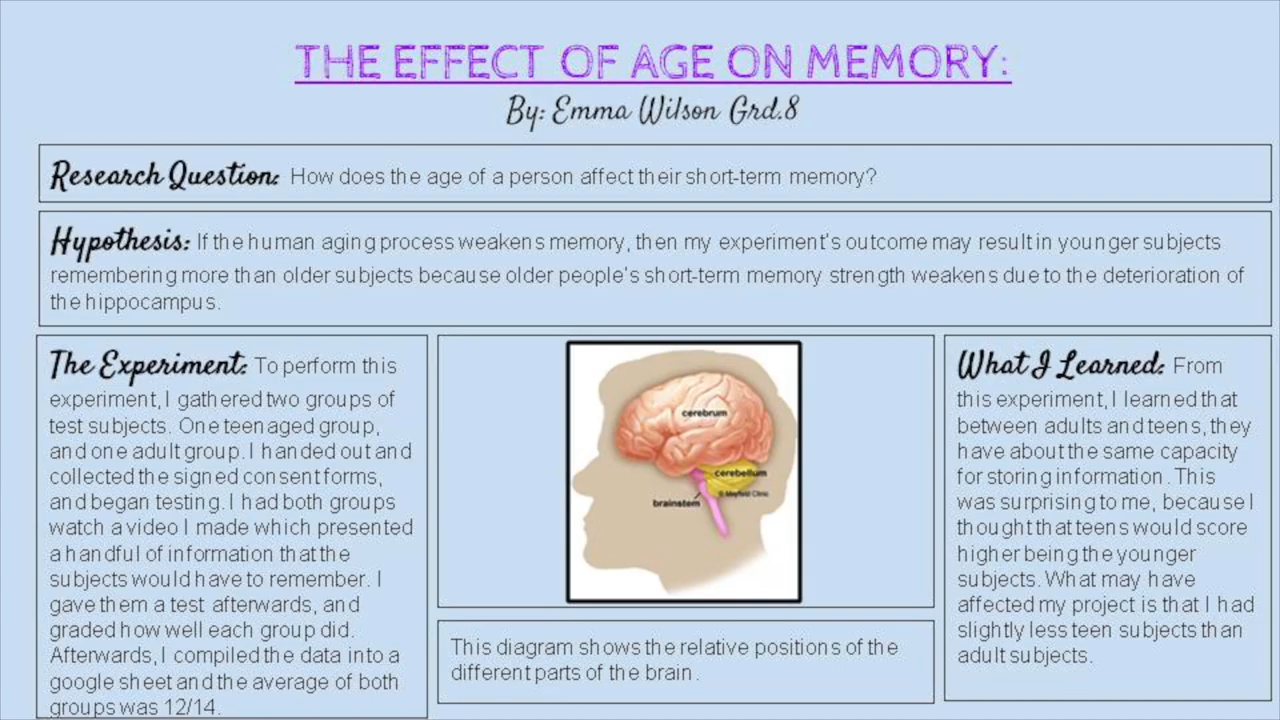 THE EFFECT OF AGE ON MEMORY:
By: Emma Wilson Grd.8
Research Question: How does the age of a person affect their short-term memory?
Hypothesis: If the human aging process weakens memory, then my experiment's outcome may result in younger subjects
remembering more than older subjects because older people's short-term memory strength weakens due to the deterioration of
the hippocampus.
The Experiment: To perform this
experiment, I gathered two groups of
test subjects. One teenaged group,
and one adult group. I handed out and
collected the signed consent forms,
and began testing. I had both groups
watch a video I made which presented
a handful of information that the
subjects would have to remember. I
gave them a test afterwards, and
graded how well each group did.
Afterwards, I compiled the data into a
google sheet and the average of both
groups was 12/14.
cerebrum
cerebellum
© Mayfield Clinic
brainstem
This diagram shows the relative positions of the
different parts of the brain.
What I Learned: From
this experiment, I learned that
between adults and teens, they
have about the same capacity
for storing information. This
was surprising to me, because I
thought that teens would score
higher being the younger
subjects. What may have
affected my project is that I had
slightly less teen subjects than
adult subjects.